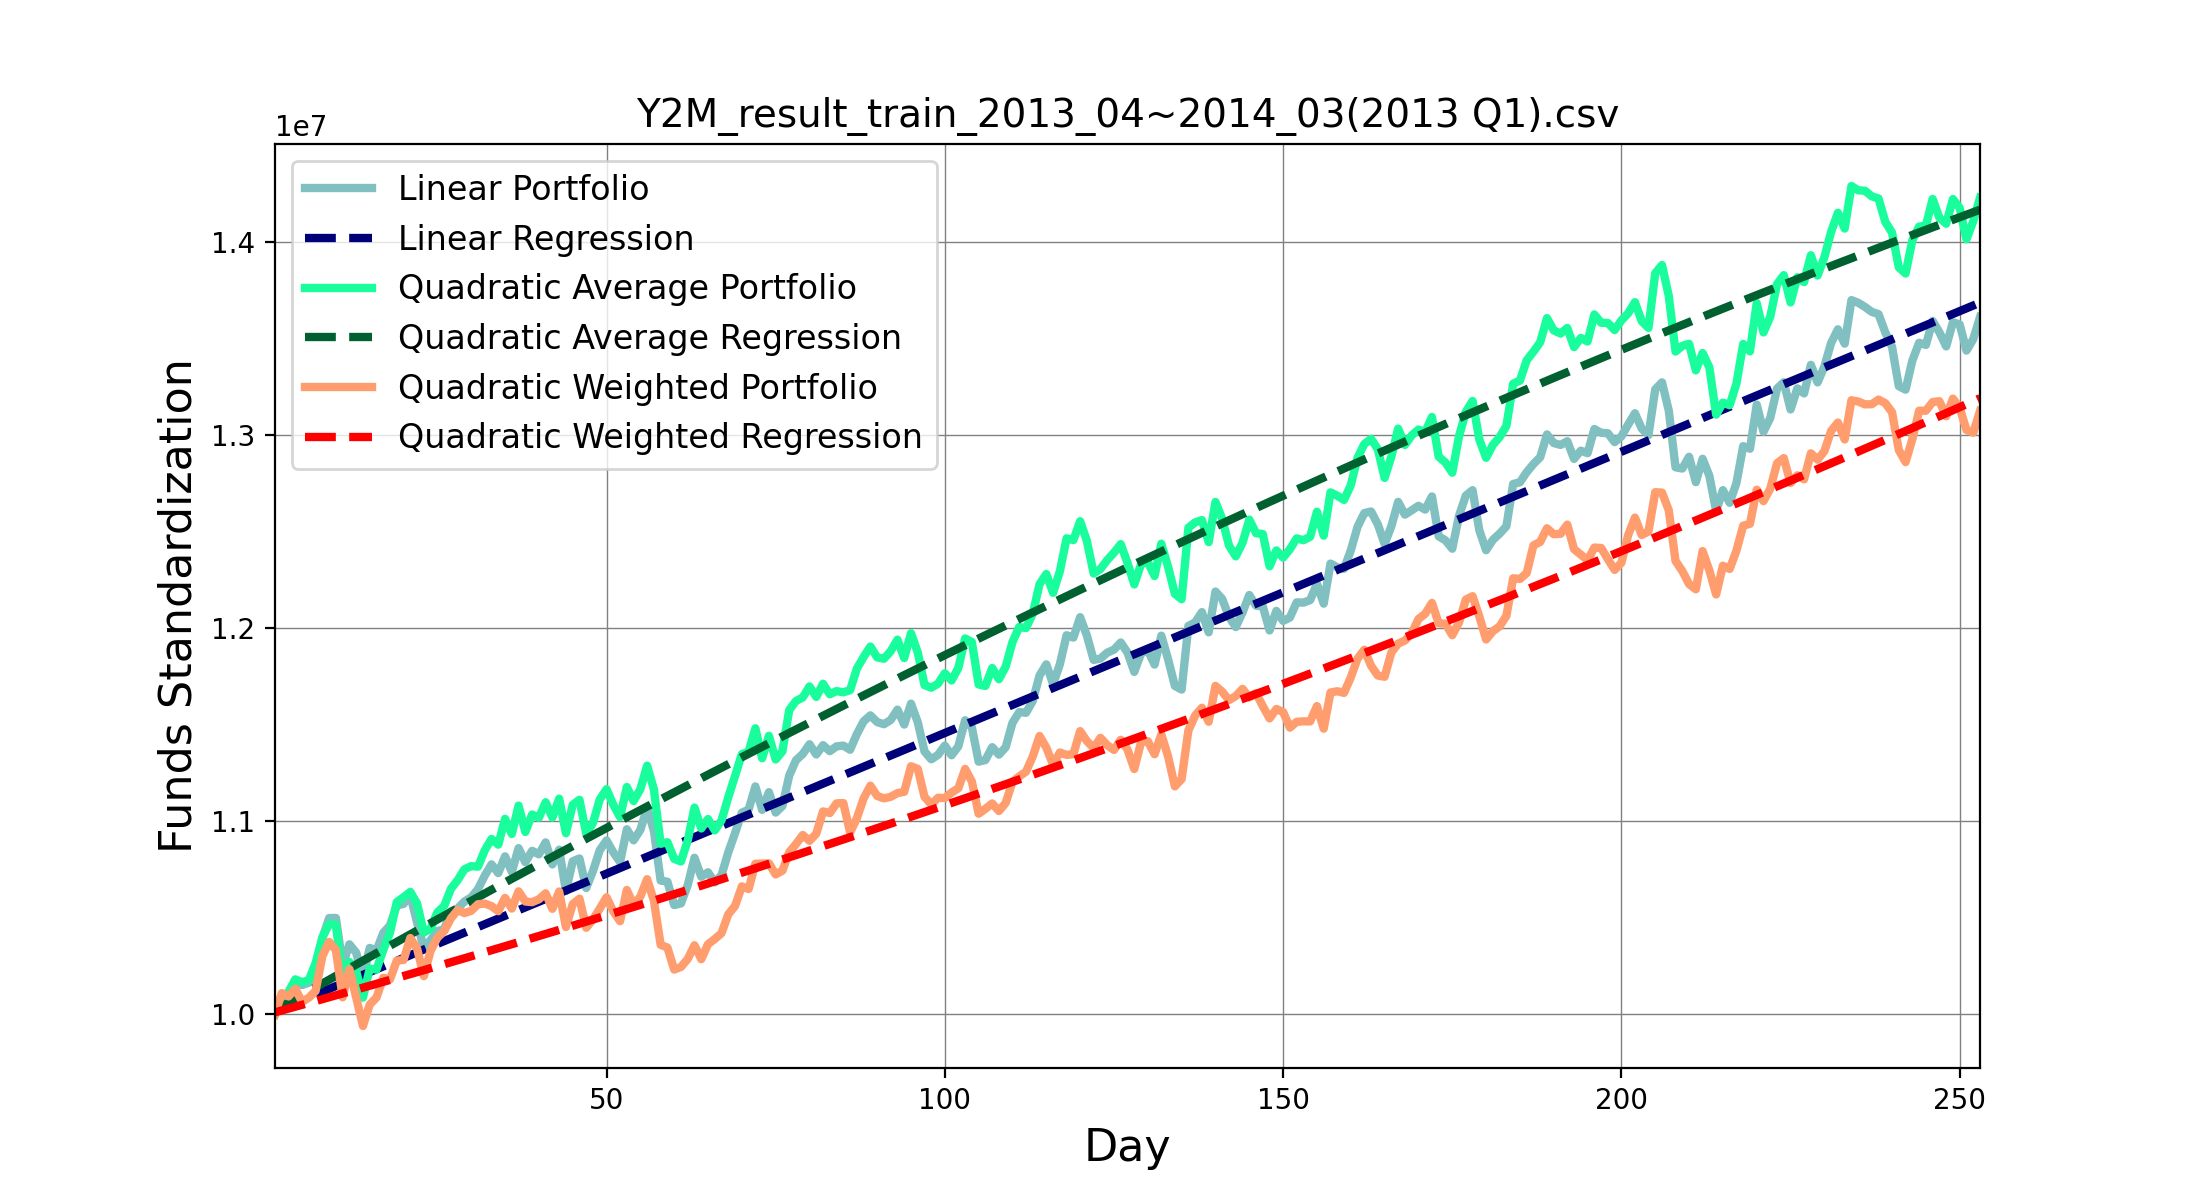 Y2M_result_train_2013_04~2014_03(2013 Q1).csv
1e7
Linear Portfolio
Linear Regression
Quadratic Average Portfolio
Quadratic Average Regression
Quadratic Weighted Portfolio
Quadratic Weighted Regression
Funds Standardization
1.4
1.3
1.2
1.1
1.0
50 100 150 200 250
Day